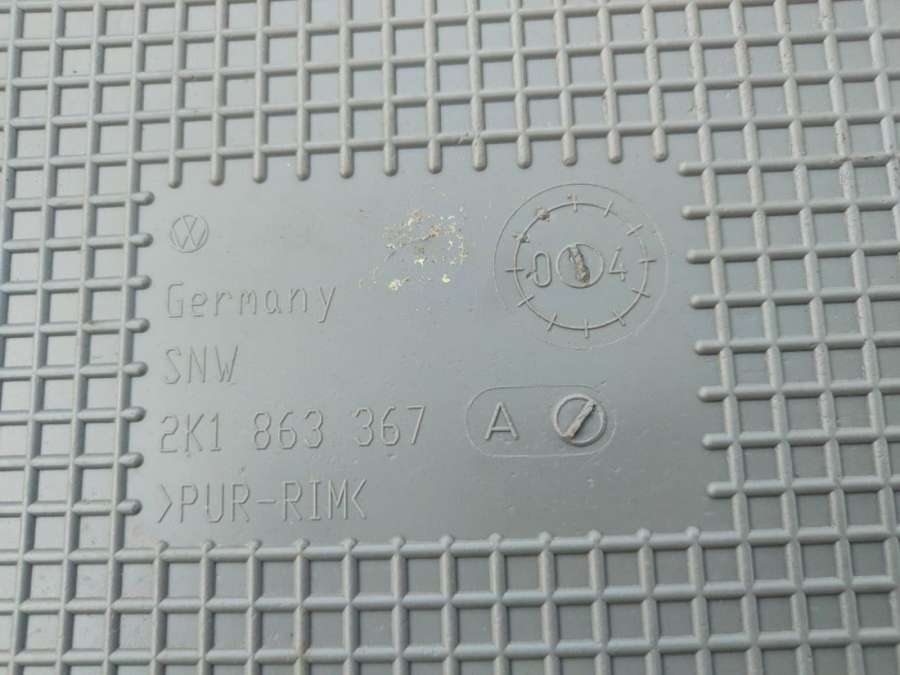 04
Germany
SNW
2K1 863 367 A
>PUR-RIM<